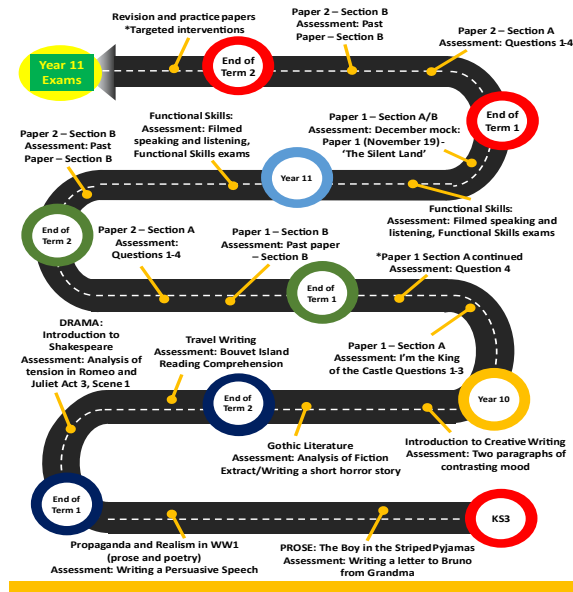 Revision and practice papers
*Targeted interventions
Paper 2 – Section B
Assessment: Past
Paper – Section B
Paper 2 – Section A
Assessment: Questions 1-4
Year 11
Exams
End of
Term 2
End of
Term 1
Paper 2 – Section B
Assessment: Past
Paper – Section B
Functional Skills:
Assessment: Filmed
speaking and listening,
Functional Skills exams
Paper 1 – Section A/B
Assessment: December mock:
Paper 1 (November 19) -
‘The Silent Land’
Year 11
Functional Skills:
Assessment: Filmed speaking and
listening, Functional Skills exams
End of
Term 2
Paper 2 – Section A
Assessment:
Questions 1-4
Paper 1 – Section B
Assessment: Past paper
– Section B
*Paper 1 Section A continued
Assessment: Question 4
End of
Term 1
DRAMA:
Introduction to
Shakespeare
Assessment: Analysis of
tension in Romeo and
Juliet Act 3, Scene 1
Travel Writing
Assessment: Bouvet Island
Reading Comprehension
Paper 1 – Section A
Assessment: I’m the King
of the Castle Questions 1-3
End of
Term 2
Year 10
Gothic Literature
Assessment: Analysis of Fiction
Extract/Writing a short horror story
Introduction to Creative Writing
Assessment: Two paragraphs of
contrasting mood
End of
Term 1
KS3
Propaganda and Realism in WW1
(prose and poetry)
Assessment: Writing a Persuasive Speech
PROSE: The Boy in the Striped Pyjamas
Assessment: Writing a letter to Bruno
from Grandma